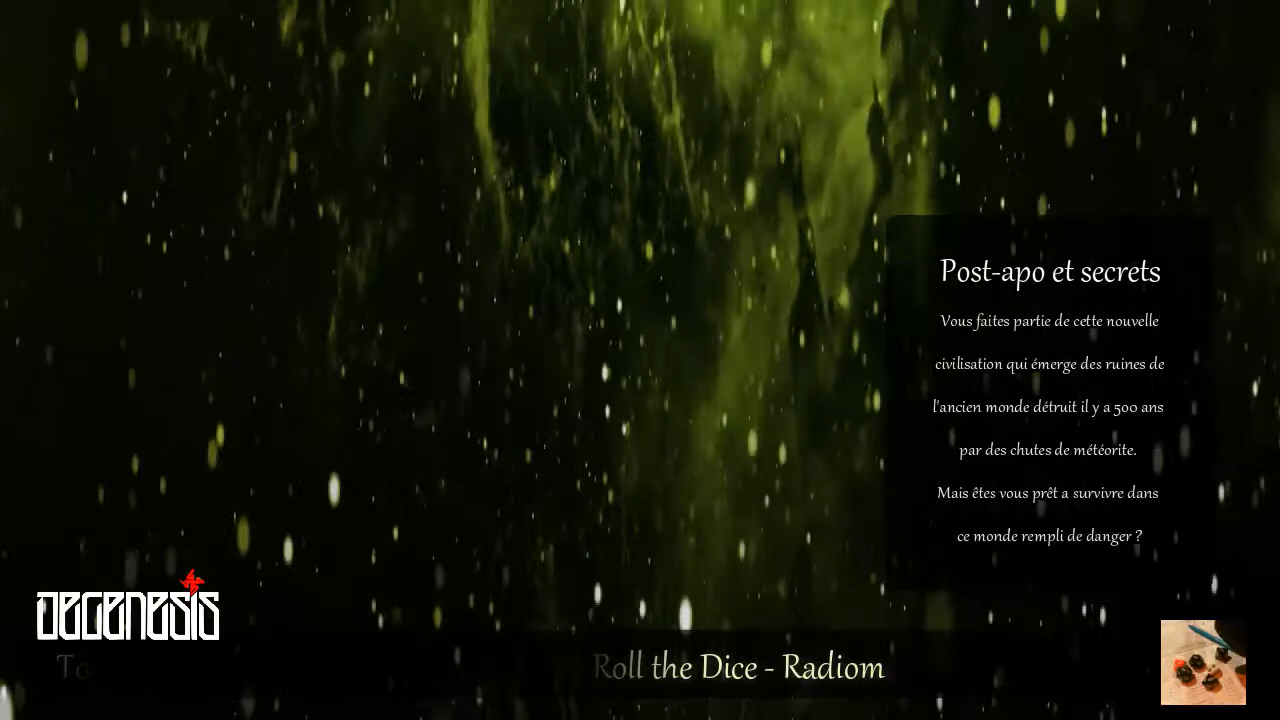 Post-apo et secrets
Vous faites partie de cette nouvelle
civilisation qui émerge des ruines de
l'ancien monde détruit il y a 500 ans
par des chutes de météorite.
Mais êtes vous prêt a survivre dans
ce monde rempli de danger ?
DEGENESIS
To
Roll the Dice - Radiom